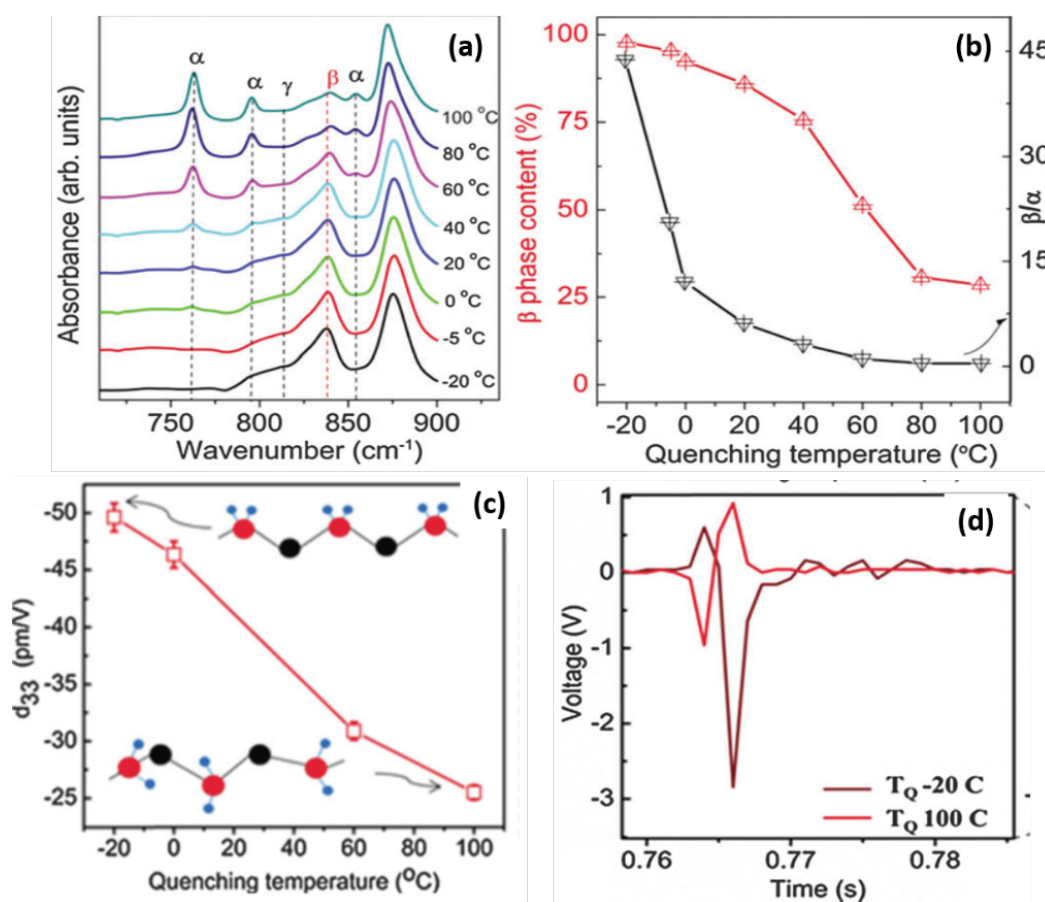 (a)
α
α
γ
β
α
100 °C
80 °C
60 °C
40 °C
20 °C
0 °C
-5 °C
-20 °C
Absorbance (arb. units)
750
800
850
900
Wavenumber (cm⁻¹)
(b)
100
75
50
25
0
β phase content (%)
45
30
15
0
β/α
-20 0 20 40 60 80 100
Quenching temperature (°C)
(c)
-50
-45
-40
-35
-30
-25
d₃₃ (pm/V)
-20 0 20 40 60 80 100
Quenching temperature (°C)
(d)
1
0
-1
-2
-3
Voltage (V)
T_Q -20 C
T_Q 100 C
0.76 0.77 0.78
Time (s)